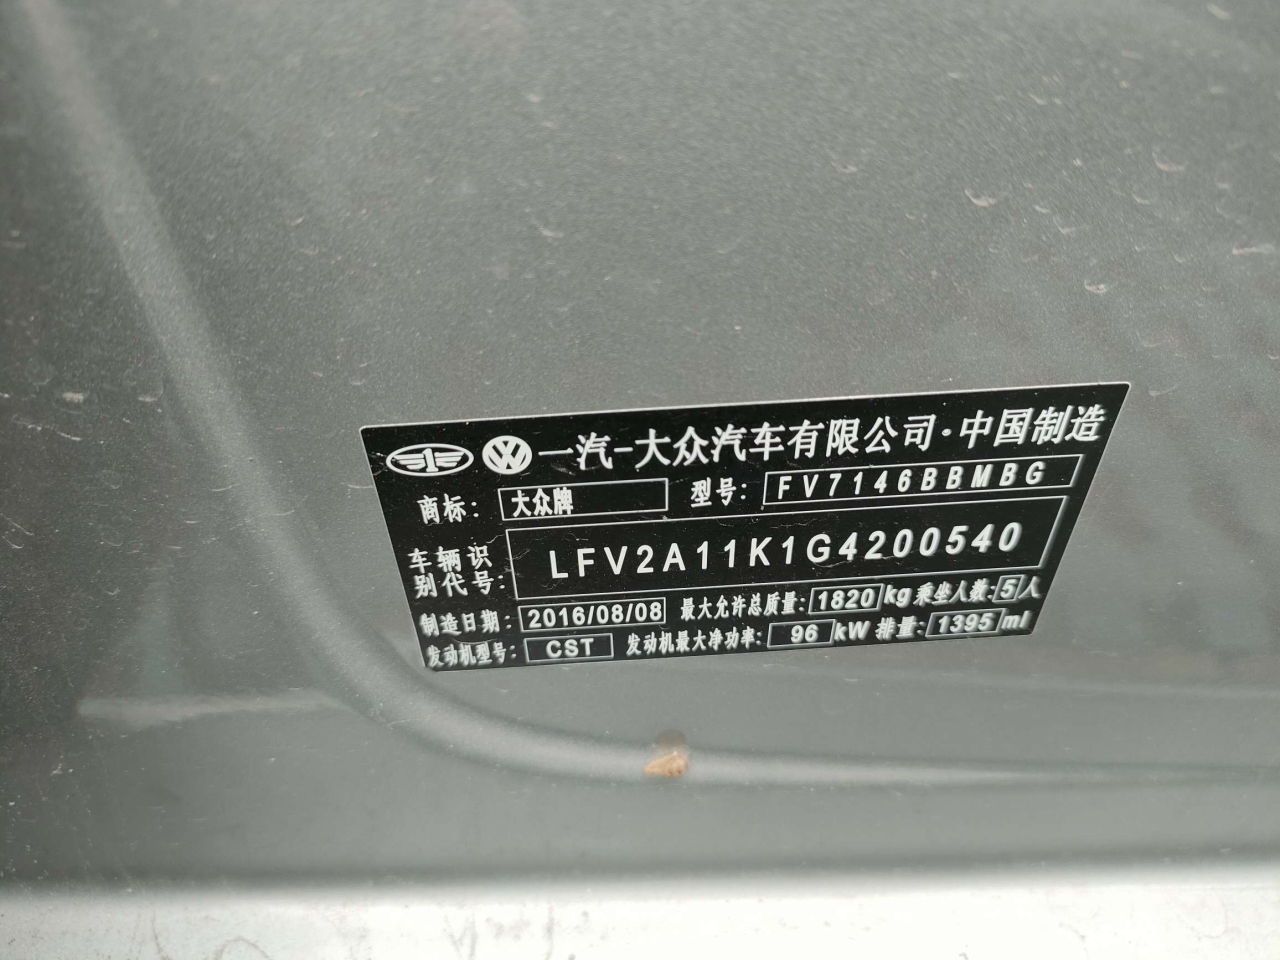 一汽-大众汽车有限公司·中国制造
商标: 大众牌 型号: FV7146BBMBG
车辆识别代号: LFV2A11K1G4200540
制造日期: 2016/08/08 最大允许总质量: 1820 kg 乘坐人数: 5 人
发动机型号: CST 发动机最大净功率: 96 kW 排量: 1395 ml